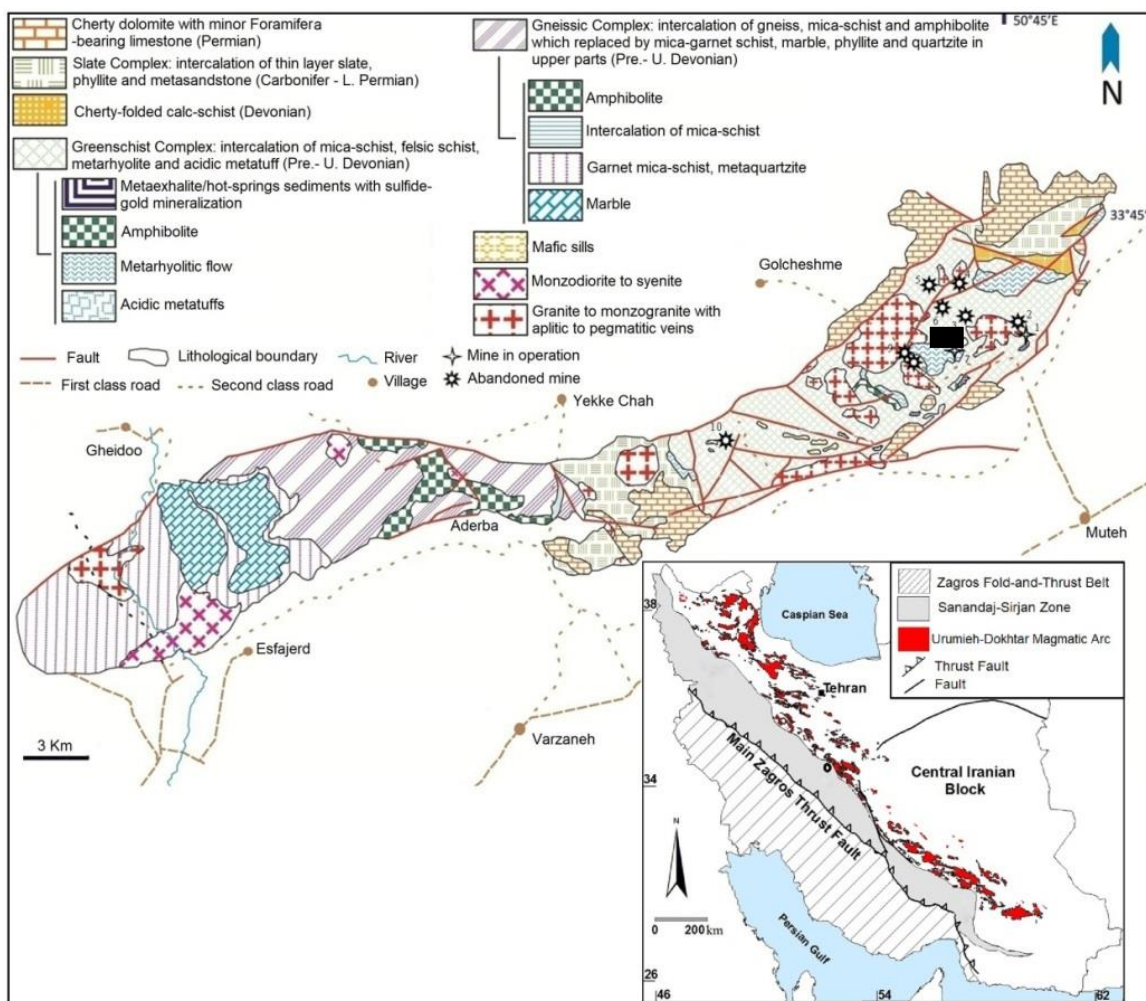 Cherty dolomite with minor Foramifera
-bearing limestone (Permian)
Slate Complex: intercalation of thin layer slate,
phyllite and metasandstone (Carbonifer - L. Permian)
Cherty-folded calc-schist (Devonian)
Greenschist Complex: intercalation of mica-schist, felsic schist,
metarhyolite and acidic metatuff (Pre.- U. Devonian)
Metaexhalite/hot-springs sediments with sulfide-
gold mineralization
Amphibolite
Metarhyolitic flow
Acidic metatuffs
Gneissic Complex: intercalation of gneiss, mica-schist and amphibolite
which replaced by mica-garnet schist, marble, phyllite and quartzite in
upper parts (Pre.- U. Devonian)
Amphibolite
Intercalation of mica-schist
Garnet mica-schist, metaquartzite
Marble
Mafic sills
Monzodiorite to syenite
Granite to monzogranite with
aplitic to pegmatitic veins
Fault
Lithological boundary
River
Mine in operation
First class road
Second class road
Village
Abandoned mine
50°45'E
N
33°45'
Golcheshme
2
1
6
10
Yekke Chah
Gheidoo
Aderba
Muteh
Esfajerd
Varzaneh
3 Km
Zagros Fold-and-Thrust Belt
Sanandaj-Sirjan Zone
Urumieh-Dokhtar Magmatic Arc
Thrust Fault
Fault
38
Caspian Sea
Tehran
Central Iranian
Block
34
Main Zagros Thrust Fault
N
0 200 km
Persian Gulf
26
46
54
62